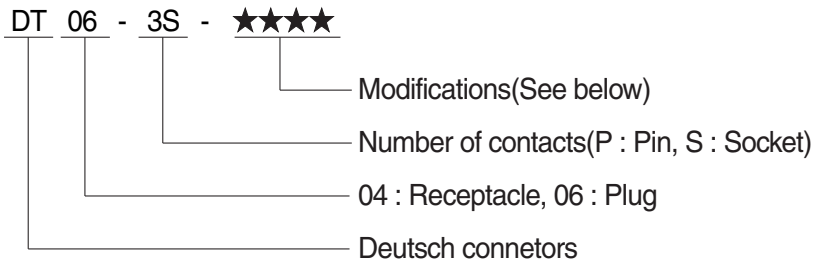 DT 06 - 3S - ★★★★
Modifications(See below)
Number of contacts(P : Pin, S : Socket)
04 : Receptacle, 06 : Plug
Deutsch connetors